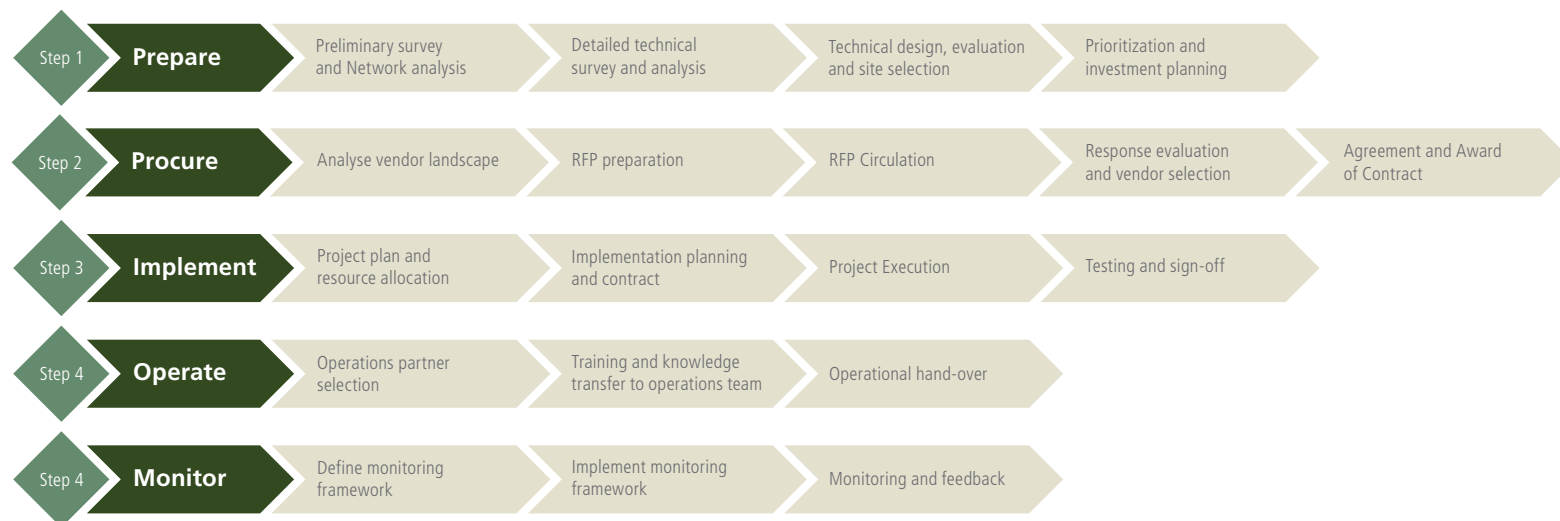 Step 1
Prepare
Preliminary survey
and Network analysis
Detailed technical
survey and analysis
Technical design, evaluation
and site selection
Prioritization and
investment planning
Step 2
Procure
Analyse vendor landscape
RFP preparation
RFP Circulation
Response evaluation
and vendor selection
Agreement and Award
of Contract
Step 3
Implement
Project plan and
resource allocation
Implementation planning
and contract
Project Execution
Testing and sign-off
Step 4
Operate
Operations partner
selection
Training and knowledge
transfer to operations team
Operational hand-over
Step 4
Monitor
Define monitoring
framework
Implement monitoring
framework
Monitoring and feedback